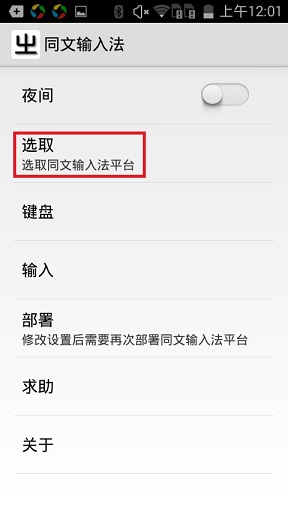 上午12:01
同文输入法
夜间
选取
选取同文输入法平台
键盘
输入
部署
修改设置后需要再次部署同文输入法平台
求助
关于